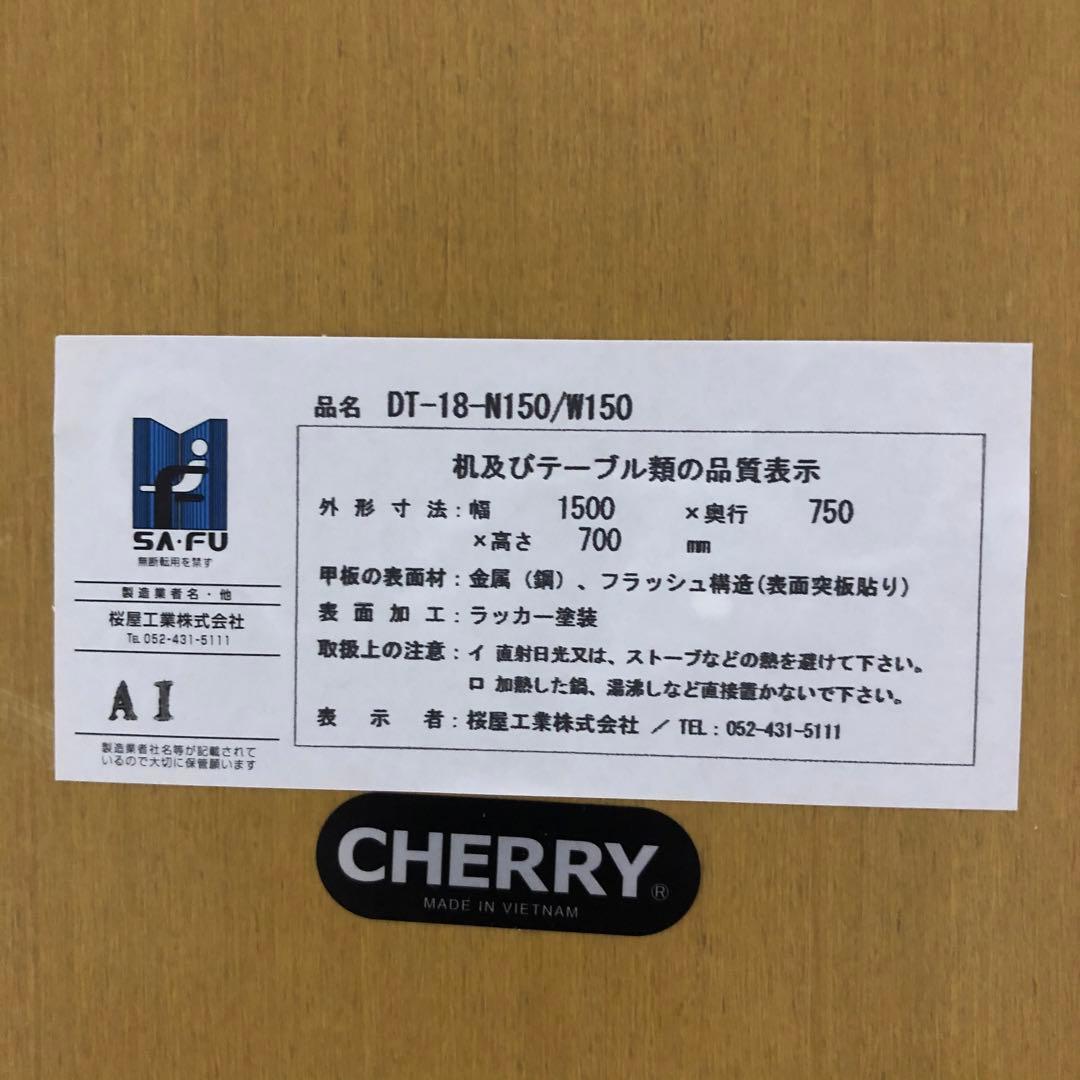 SA・FU
無断転用を禁ず
製造業者名・他
桜屋工業株式会社
TEL 052-431-5111
AI
製造業者社名等が記載されて
いるので大切に保管願います
品名 DT-18-N150/W150
机及びテーブル類の品質表示
外形寸法：幅 1500 ×奥行 750
×高さ 700 mm
甲板の表面材：金属（鋼）、フラッシュ構造(表面突板貼り)
表面加工：ラッカー塗装
取扱上の注意：イ 直射日光又は、ストーブなどの熱を避けて下さい。
ロ 加熱した鍋、湯沸しなど直接置かないで下さい。
表示者：桜屋工業株式会社 ／ TEL：052-431-5111
CHERRY®
MADE IN VIETNAM